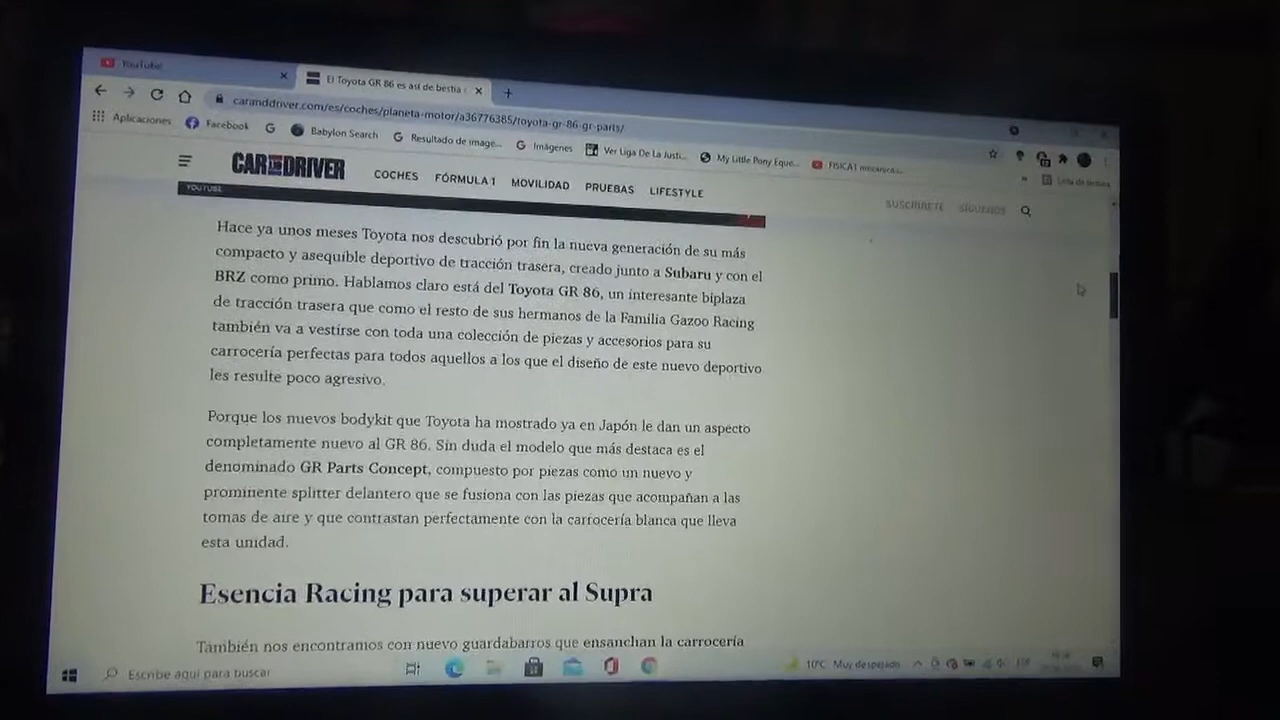 YouTube
El Toyota GR 86 es así de bestia
caranddriver.com/es/coches/planeta-motor/a36776385/toyota-gr-86-gr-parts/
Aplicaciones Facebook Babylon Search Resultado de image... Imágenes Ver Liga De La Justi... My Little Pony Eque... FISICA1 mecanica... » Lista de lectura
CAR AND DRIVER COCHES FÓRMULA 1 MOVILIDAD PRUEBAS LIFESTYLE SUSCRÍBETE SÍGUENOS
YOUTUBE
Hace ya unos meses Toyota nos descubrió por fin la nueva generación de su más
compacto y asequible deportivo de tracción trasera, creado junto a Subaru y con el
BRZ como primo. Hablamos claro está del Toyota GR 86, un interesante biplaza
de tracción trasera que como el resto de sus hermanos de la Familia Gazoo Racing
también va a vestirse con toda una colección de piezas y accesorios para su
carrocería perfectas para todos aquellos a los que el diseño de este nuevo deportivo
les resulte poco agresivo.
Porque los nuevos bodykit que Toyota ha mostrado ya en Japón le dan un aspecto
completamente nuevo al GR 86. Sin duda el modelo que más destaca es el
denominado GR Parts Concept, compuesto por piezas como un nuevo y
prominente splitter delantero que se fusiona con las piezas que acompañan a las
tomas de aire y que contrastan perfectamente con la carrocería blanca que lleva
esta unidad.
Esencia Racing para superar al Supra
También nos encontramos con nuevo guardabarros que ensanchan la carrocería
Escribe aquí para buscar 10°C Muy despejado